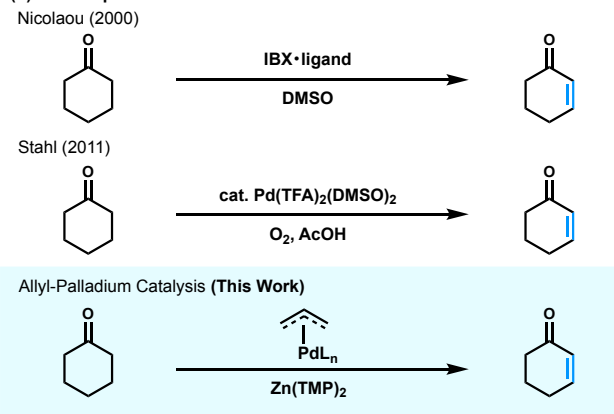 Nicolaou (2000)
O
O
IBX•ligand
DMSO
Stahl (2011)
O
O
cat. Pd(TFA)₂(DMSO)₂
O₂, AcOH
Allyl-Palladium Catalysis (This Work)
O
O
PdLₙ
Zn(TMP)₂